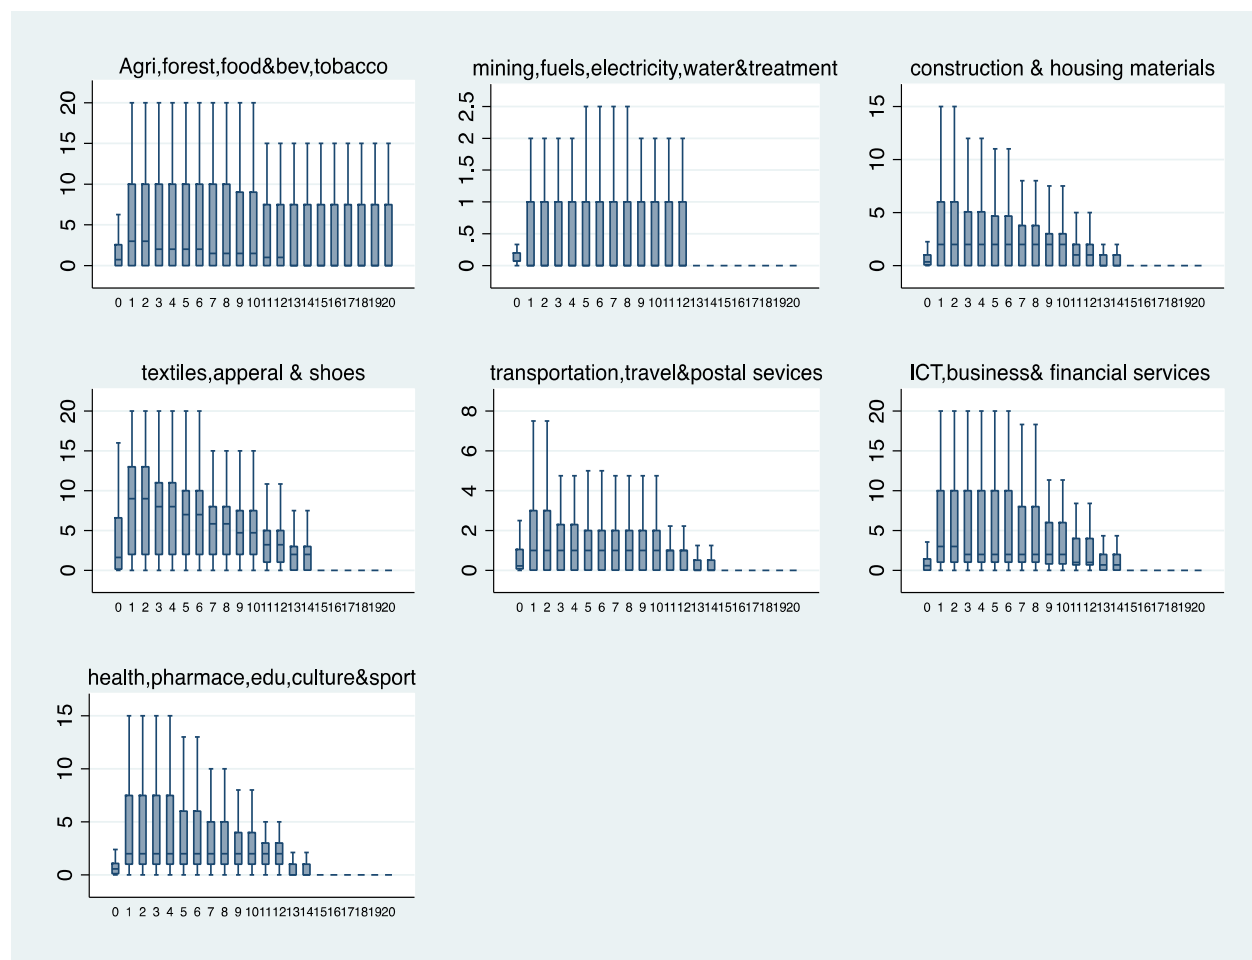 Agri,forest,food&bev,tobacco
20
15
10
5
0
0 1 2 3 4 5 6 7 8 9 1011121314151617181920
mining,fuels,electricity,water&treatment
2.5
2
1.5
1
.5
0
0 1 2 3 4 5 6 7 8 9 1011121314151617181920
construction & housing materials
15
10
5
0
0 1 2 3 4 5 6 7 8 9 1011121314151617181920
textiles,apperal & shoes
20
15
10
5
0
0 1 2 3 4 5 6 7 8 9 1011121314151617181920
transportation,travel&postal sevices
8
6
4
2
0
0 1 2 3 4 5 6 7 8 9 1011121314151617181920
ICT,business& financial services
20
15
10
5
0
0 1 2 3 4 5 6 7 8 9 1011121314151617181920
health,pharmace,edu,culture&sport
15
10
5
0
0 1 2 3 4 5 6 7 8 9 1011121314151617181920